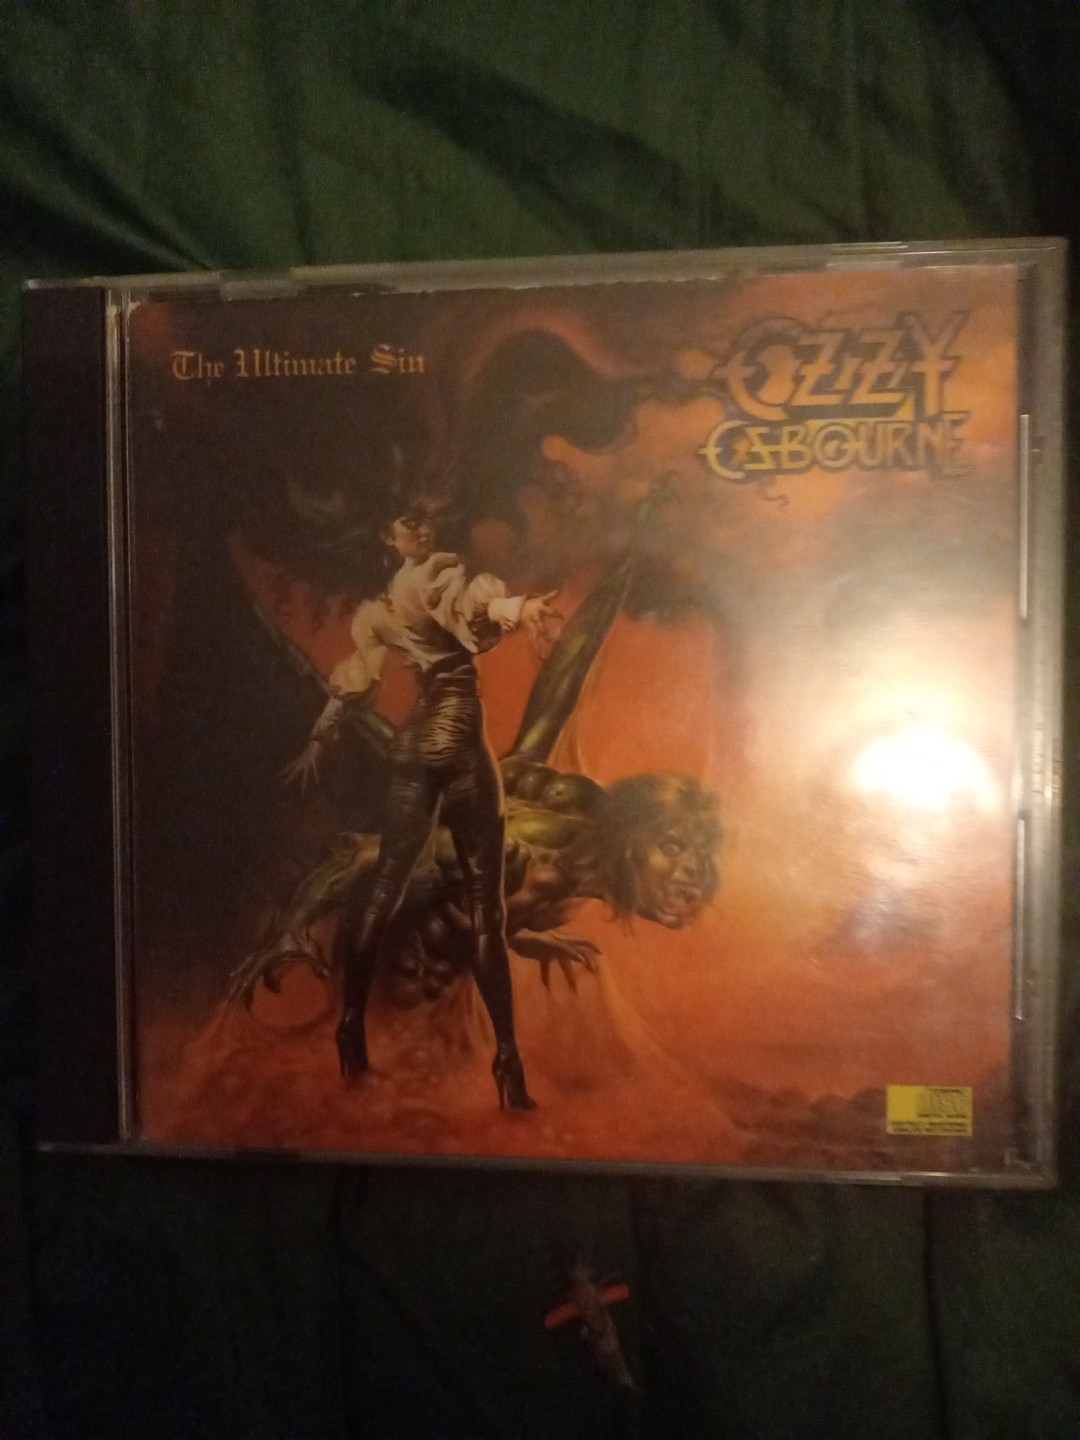 The Ultimate Sin
OZZY
OSBOURNE